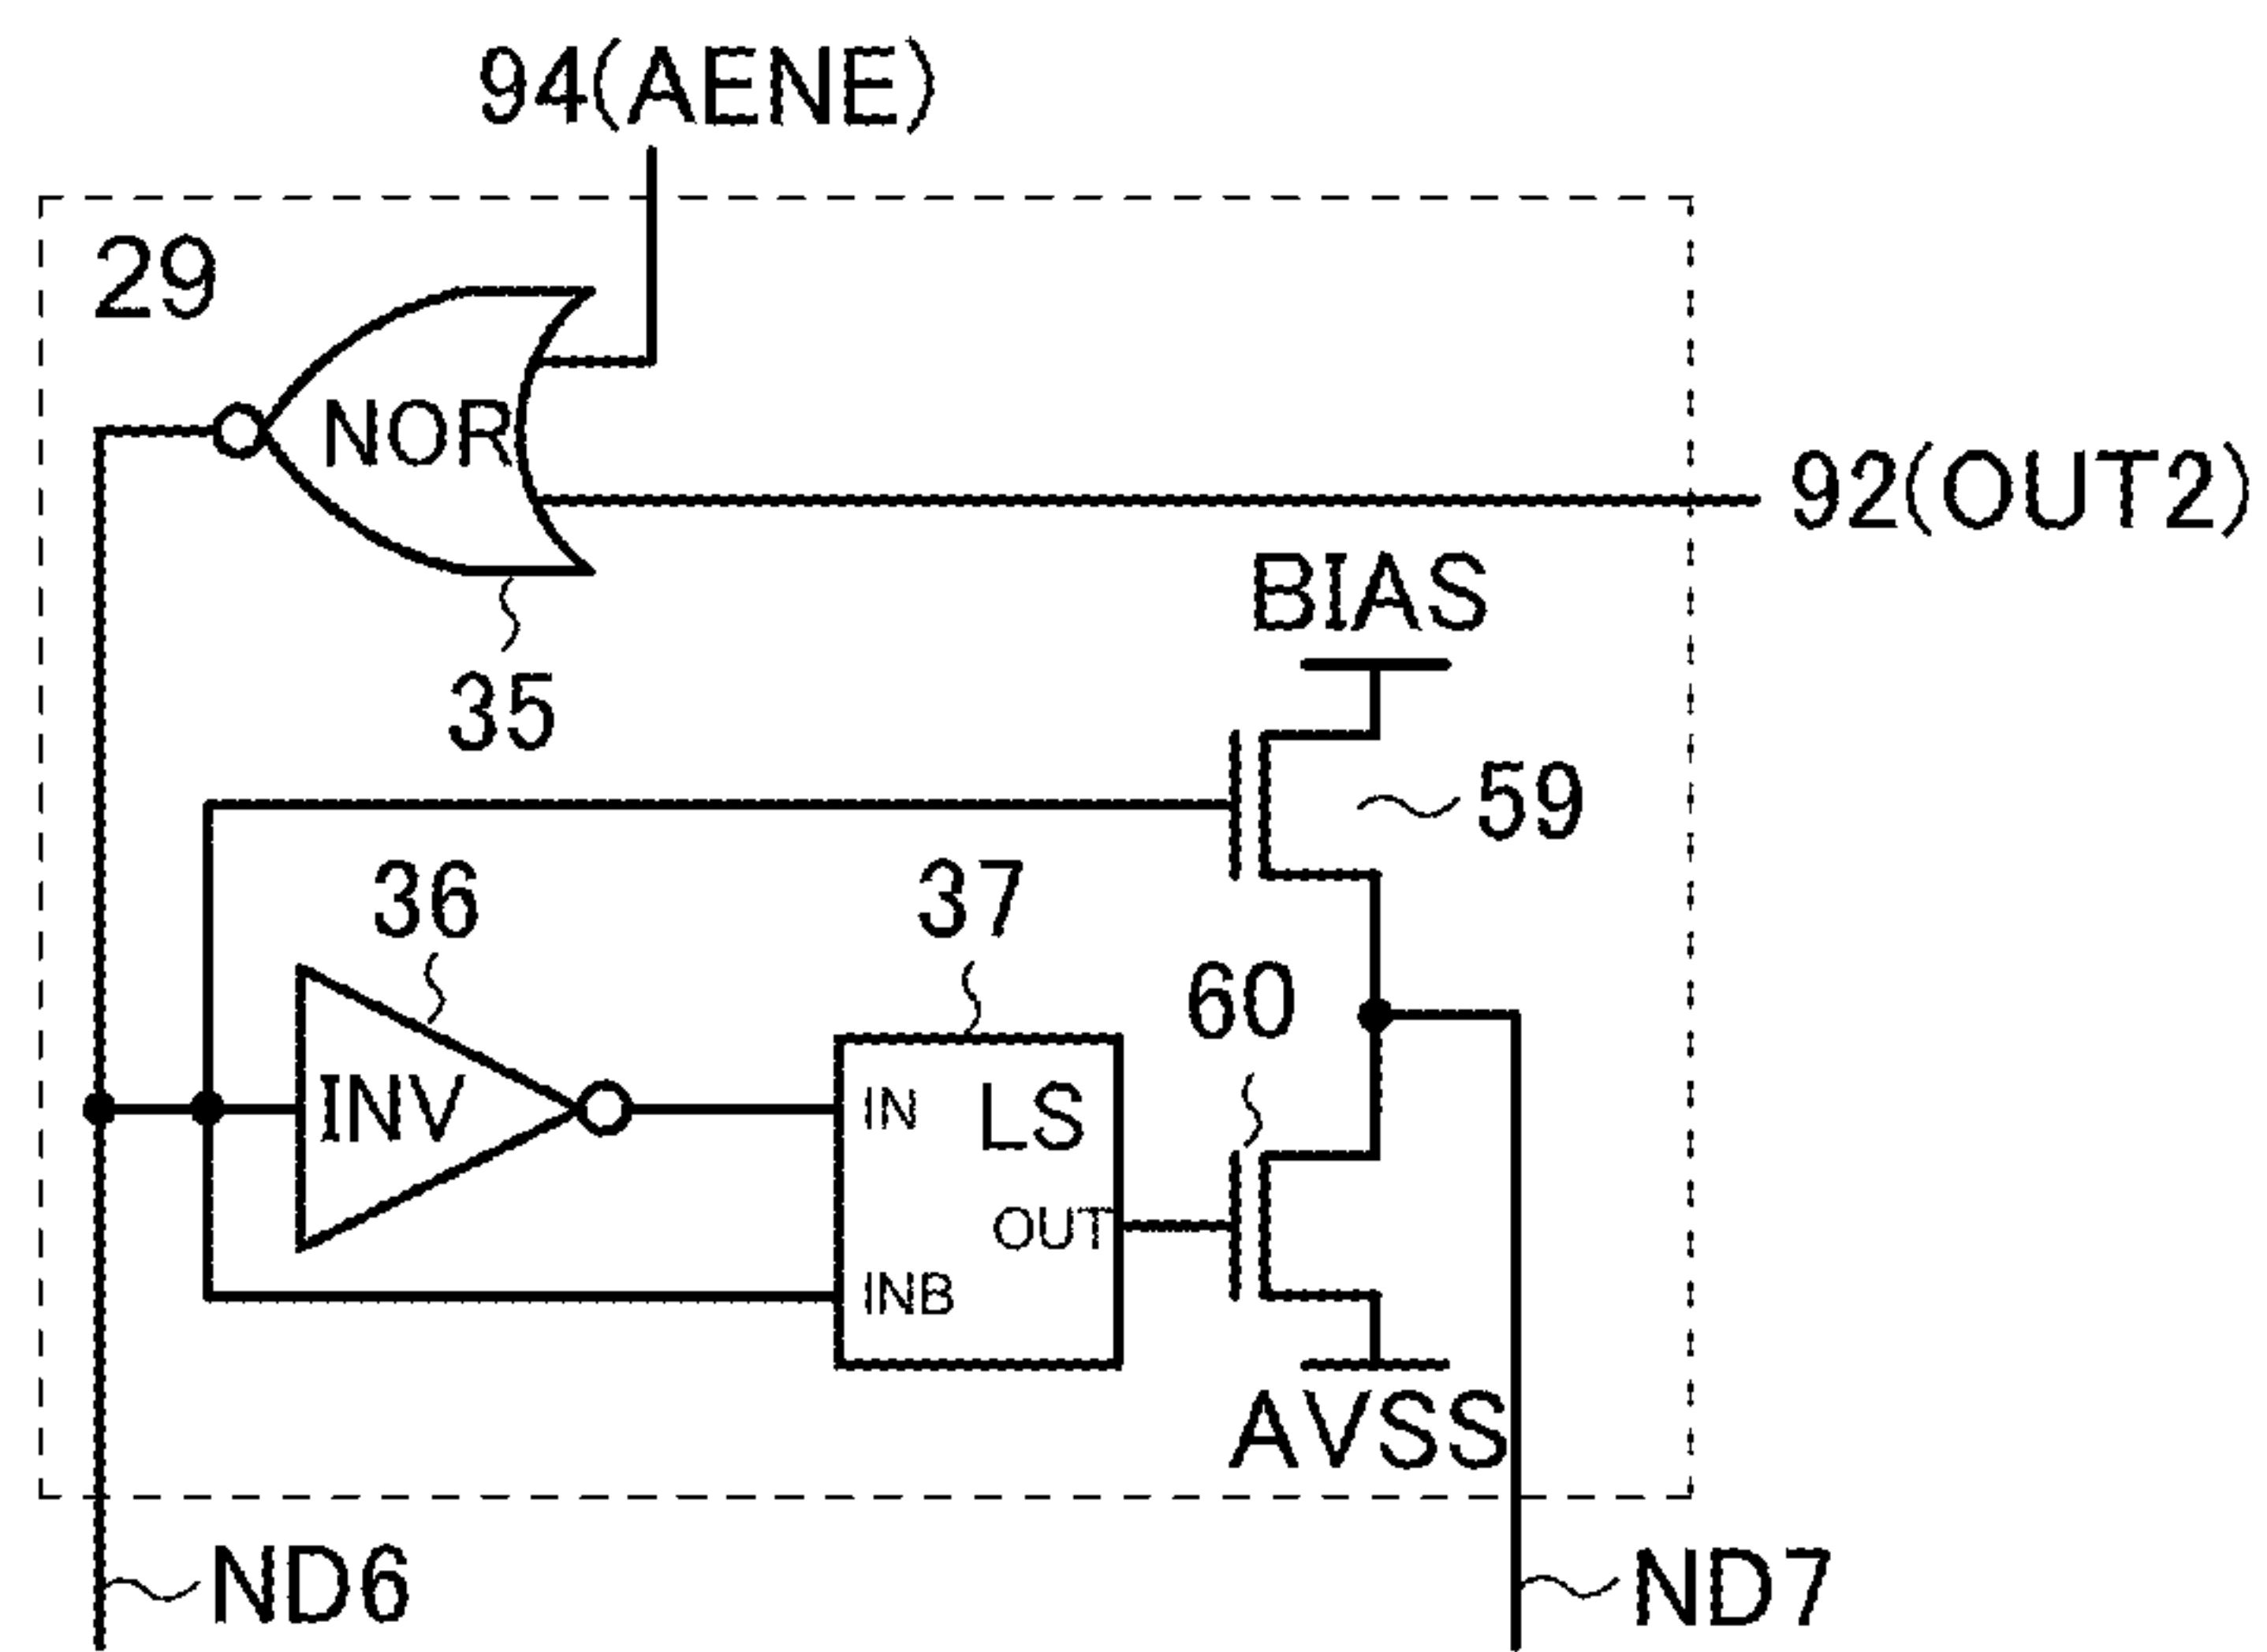 94(AENE)
29
NOR
92(OUT2)
35
BIAS
59
36
37
60
INV
IN
LS
OUT
INB
AVSS
ND6
ND7